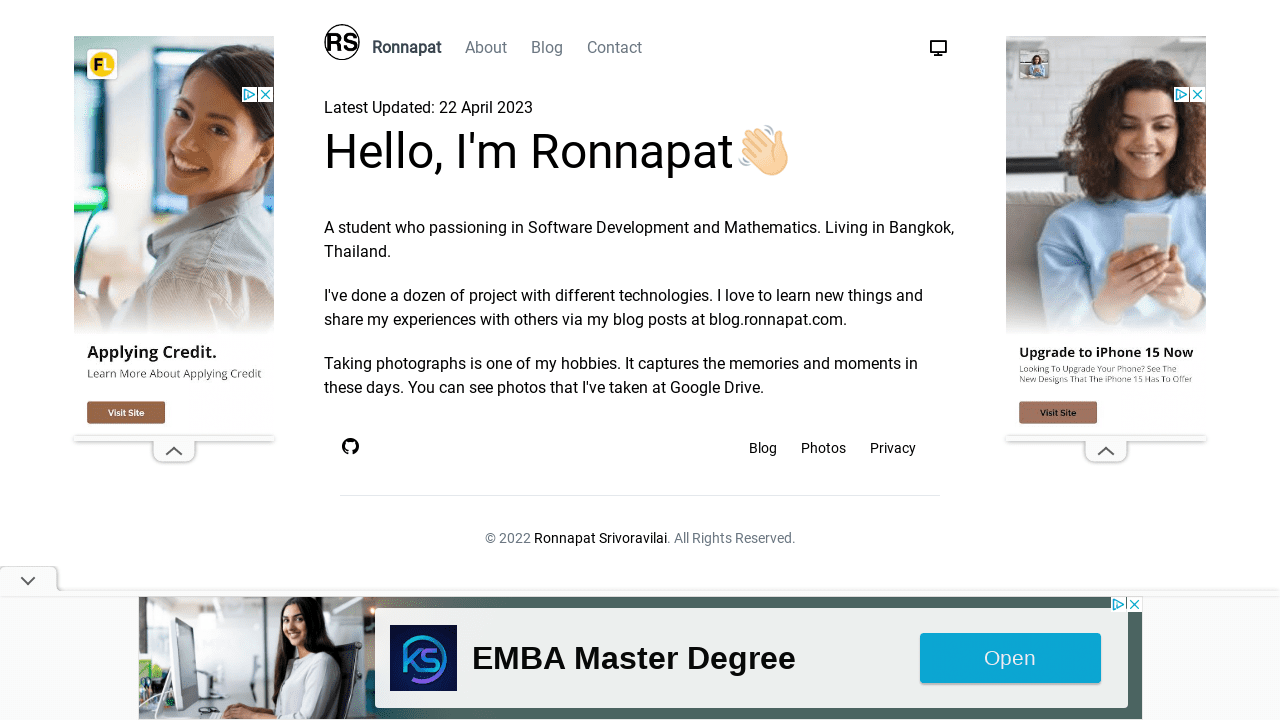 RS
Ronnapat About Blog Contact
Latest Updated: 22 April 2023
Hello, I'm Ronnapat👋🏻
A student who passioning in Software Development and Mathematics. Living in Bangkok,
Thailand.
I've done a dozen of project with different technologies. I love to learn new things and
share my experiences with others via my blog posts at blog.ronnapat.com.
Taking photographs is one of my hobbies. It captures the memories and moments in
these days. You can see photos that I've taken at Google Drive.
Blog Photos Privacy
© 2022 Ronnapat Srivoravilai. All Rights Reserved.
FL
Applying Credit.
Learn More About Applying Credit
Visit Site
Upgrade to iPhone 15 Now
Looking To Upgrade Your Phone? See The
New Designs That The iPhone 15 Has To Offer
Visit Site
KS
EMBA Master Degree
Open